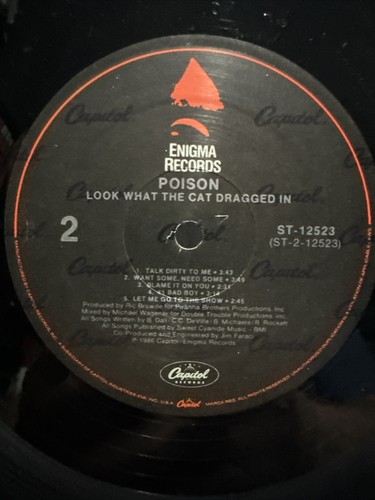 ENIGMA
RECORDS
POISON
LOOK WHAT THE CAT DRAGGED IN
2
ST-12523
(ST-2-12523)
1. TALK DIRTY TO ME • 3:43
2. WANT SOME, NEED SOME • 3:39
3. BLAME IT ON YOU • 2:31
4. #1 BAD BOY • 3:14
5. LET ME GO TO THE SHOW • 2:45
Produced by Ric Browde for Piranha Brothers Productions, Inc.
Mixed by Michael Wagener for Double Trouble Productions, Inc.
All Songs Written by B. Dall • C.C. DeVille • B. Michaels • R. Rockett
All Songs Published by Sweet Cyanide Music - BMI
Co-Produced and Engineered by Jim Faraci
℗ 1986 Capitol-Enigma Records
Capitol
RECORDS
Capitol
Capitol
Capitol
Capitol